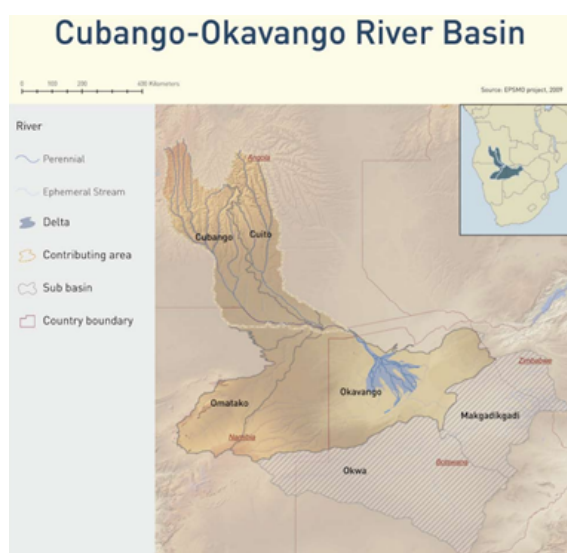 Cubango-Okavango River Basin
0 100 200 400 Kilometers
Source: EPSMO project, 2009
River
Perennial
Ephemeral Stream
Delta
Contributing area
Sub basin
Country boundary
Angola
Cubango
Cuito
Zimbabwe
Okavango
Omatako
Makgadikgadi
Namibia
Botswana
Okwa